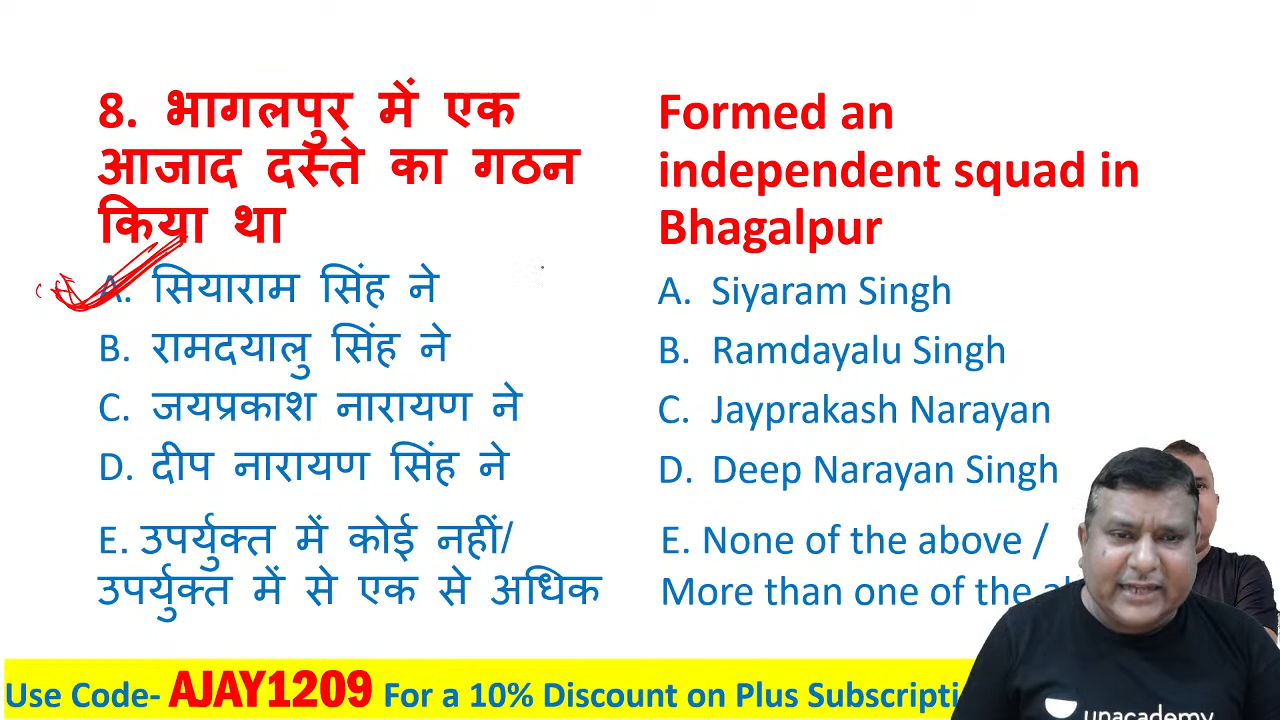 8. भागलपुर में एक
आजाद दस्ते का गठन
किया था
A. सियाराम सिंह ने
B. रामदयालु सिंह ने
C. जयप्रकाश नारायण ने
D. दीप नारायण सिंह ने
E. उपर्युक्त में कोई नहीं/
उपर्युक्त में से एक से अधिक
Formed an
independent squad in
Bhagalpur
A. Siyaram Singh
B. Ramdayalu Singh
C. Jayprakash Narayan
D. Deep Narayan Singh
E. None of the above /
More than one of the
Use Code- AJAY1209 For a 10% Discount on Plus
unacademy